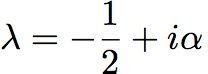 λ = −1/2 + iα